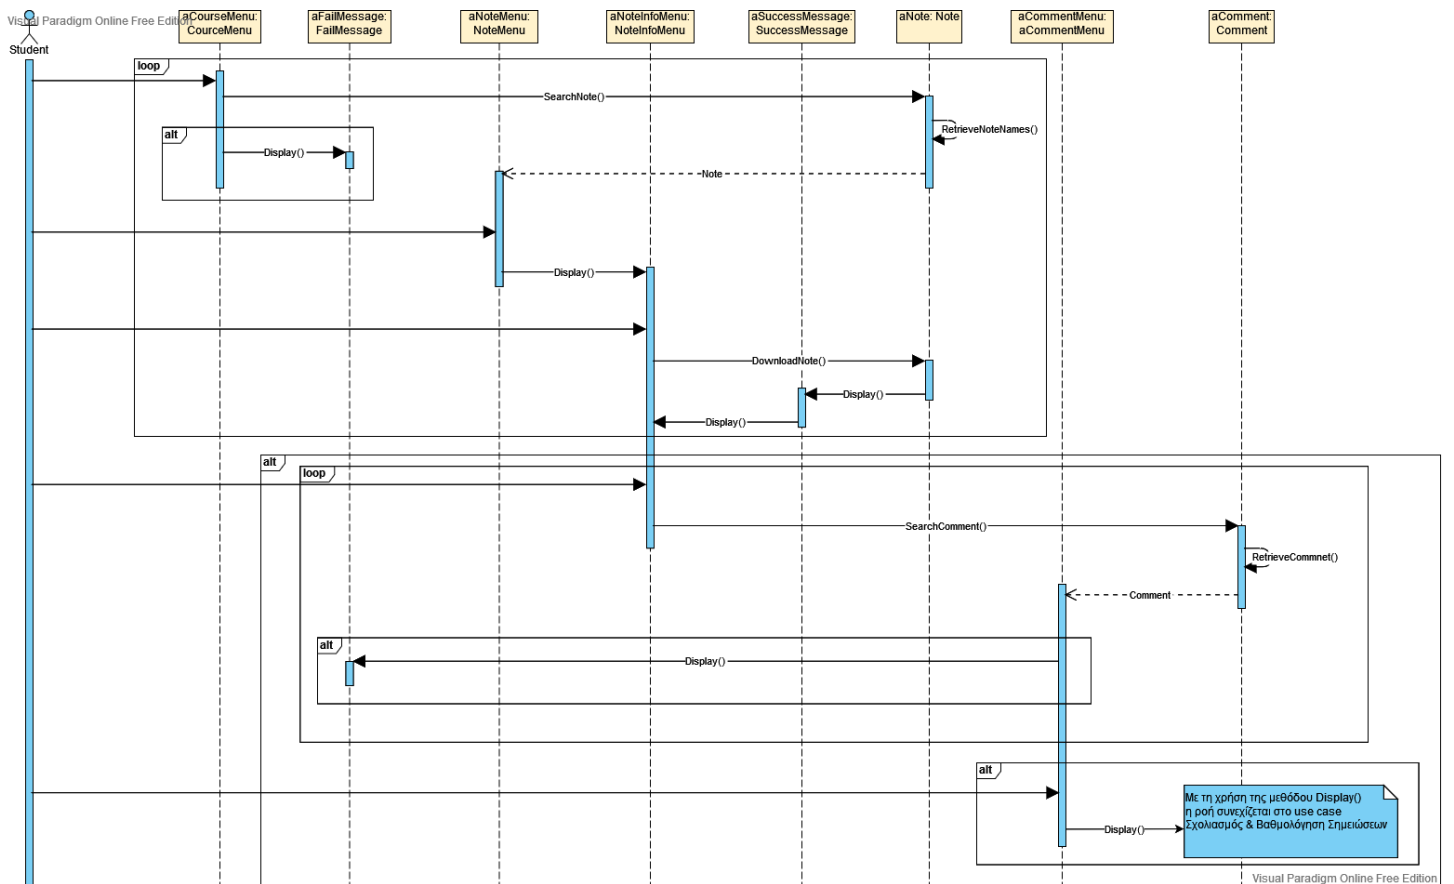 Visual Paradigm Online Free Edition
Student
aCourseMenu:
CourceMenu
aFailMessage:
FailMessage
aNoteMenu:
NoteMenu
aNoteInfoMenu:
NoteInfoMenu
aSuccessMessage:
SuccessMessage
aNote: Note
aCommentMenu:
aCommentMenu
aComment:
Comment
loop
SearchNote()
RetrieveNoteNames()
alt
Display()
Note
Display()
DownloadNote()
Display()
Display()
alt
loop
SearchComment()
RetrieveCommnet()
Comment
alt
Display()
alt
Με τη χρήση της μεθόδου Display()
η ροή συνεχίζεται στο use case
Σχολιασμός & Βαθμολόγηση Σημειώσεων
Display()
Visual Paradigm Online Free Edition